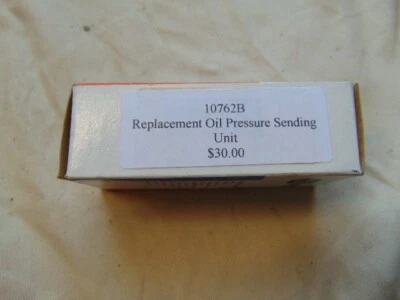 10762B
Replacement Oil Pressure Sending
Unit
$30.00